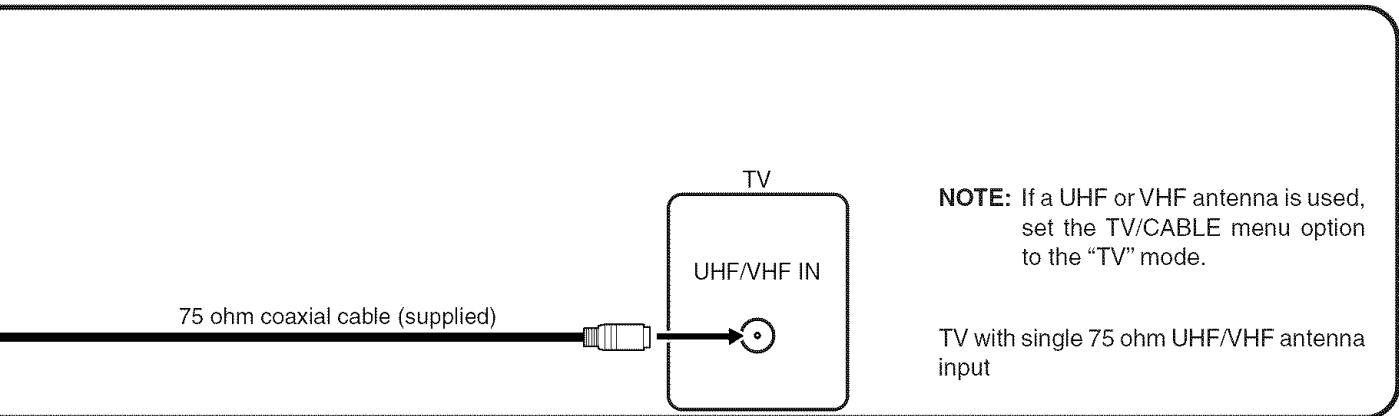 TV
UHF/VHF IN
75 ohm coaxial cable (supplied)
NOTE: If a UHF or VHF antenna is used,
set the TV/CABLE menu option
to the “TV” mode.
TV with single 75 ohm UHF/VHF antenna
input